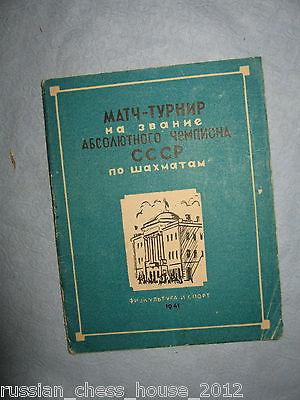 МАТЧ-ТУРНИР
на звание
АБСОЛЮТНОГО ЧЕМПИОНА
СССР
по шахматам
ФИЗКУЛЬТУРА И СПОРТ
1941
russian_chess_house_2012